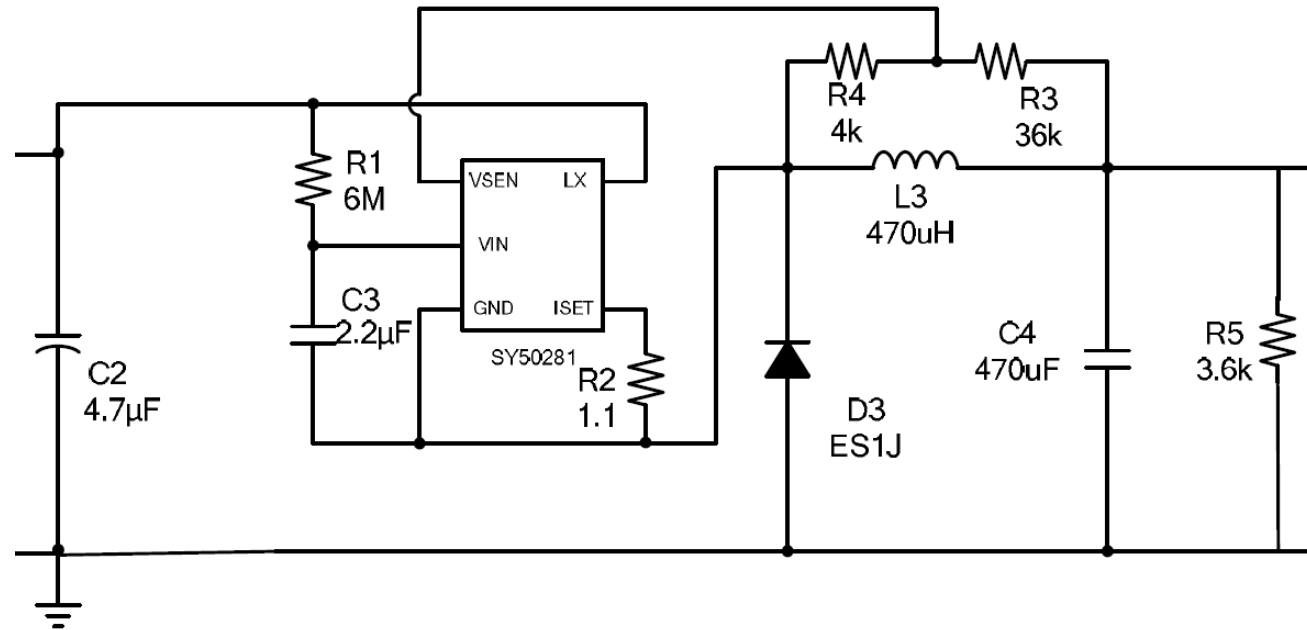 R4
4k
R3
36k
R1
6M
VSEN
LX
L3
470uH
VIN
C3
2.2µF
GND
ISET
SY50281
C2
4.7µF
R2
1.1
C4
470uF
R5
3.6k
D3
ES1J